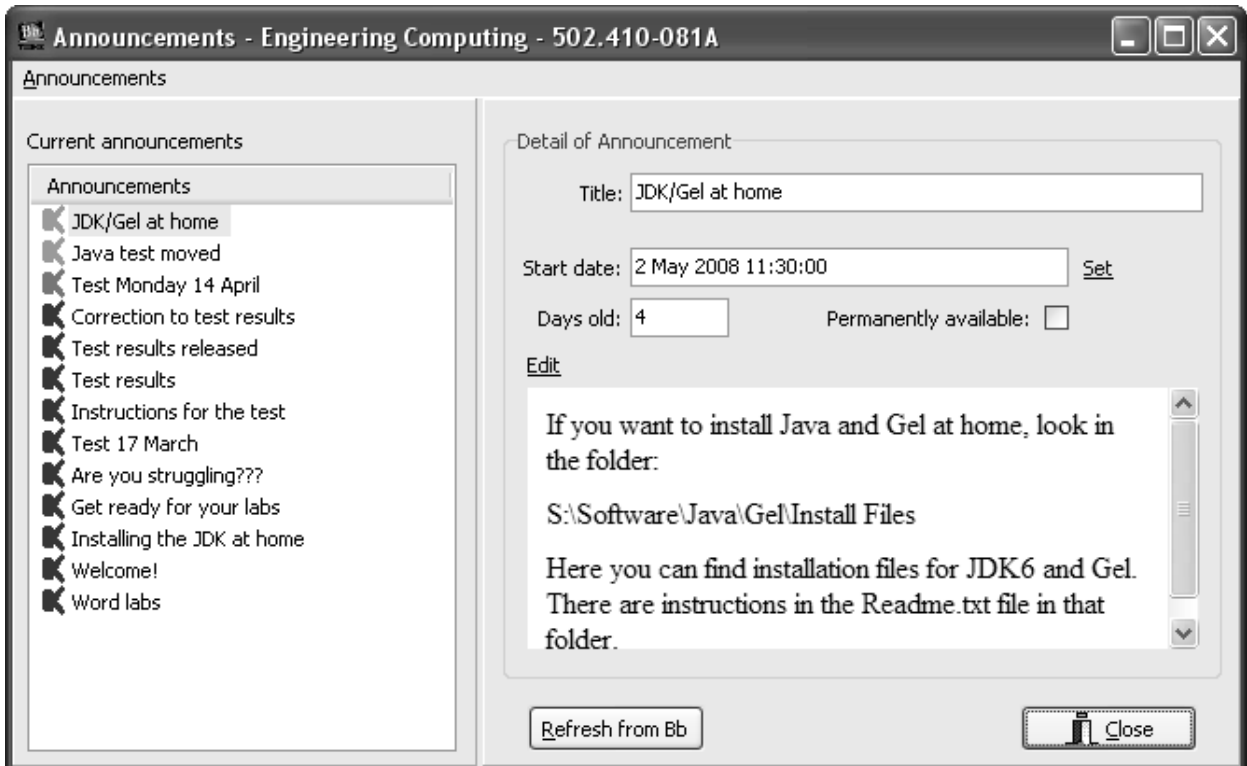 Announcements - Engineering Computing - 502.410-081A
Announcements
Current announcements
Announcements
JDK/Gel at home
Java test moved
Test Monday 14 April
Correction to test results
Test results released
Test results
Instructions for the test
Test 17 March
Are you struggling???
Get ready for your labs
Installing the JDK at home
Welcome!
Word labs
Detail of Announcement
Title: JDK/Gel at home
Start date: 2 May 2008 11:30:00 Set
Days old: 4 Permanently available:
Edit
If you want to install Java and Gel at home, look in
the folder:
S:\Software\Java\Gel\Install Files
Here you can find installation files for JDK6 and Gel.
There are instructions in the Readme.txt file in that
folder.
Refresh from Bb
Close